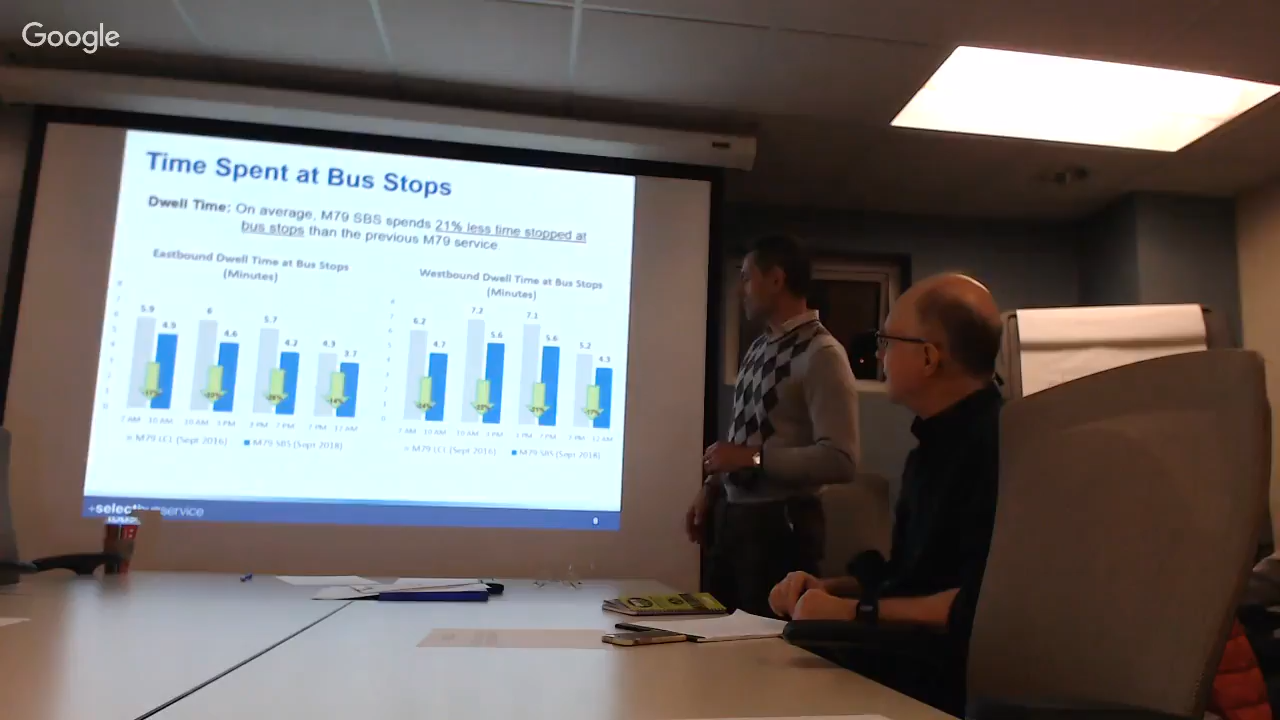 Google
Time Spent at Bus Stops
Dwell Time: On average, M79 SBS spends 21% less time stopped at
bus stops than the previous M79 service
Eastbound Dwell Time at Bus Stops
(Minutes)
5.9 4.9 6 4.6 5.7 4.2 4.3 3.7
7 AM - 10 AM 10 AM - 3 PM 3 PM - 7 PM 7 PM - 12 AM
M79 LCL (Sept 2016) M79 SBS (Sept 2018)
Westbound Dwell Time at Bus Stops
(Minutes)
6.2 4.7 7.2 5.6 7.1 5.6 5.2 4.3
7 AM - 10 AM 10 AM - 3 PM 3 PM - 7 PM 7 PM - 12 AM
M79 LCL (Sept 2016) M79 SBS (Sept 2018)
+selectbusservice
8